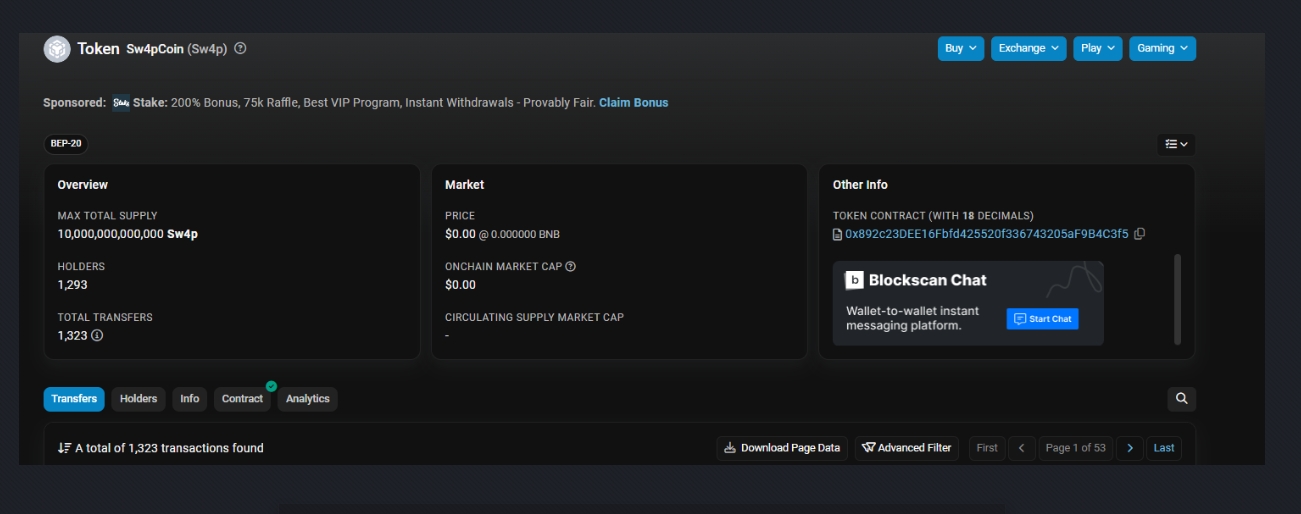 Token Sw4pCoin (Sw4p)
Buy Exchange Play Gaming
Sponsored: Stake Stake: 200% Bonus, 75k Raffle, Best VIP Program, Instant Withdrawals - Provably Fair. Claim Bonus
BEP-20
Overview
MAX TOTAL SUPPLY
10,000,000,000,000 Sw4p
HOLDERS
1,293
TOTAL TRANSFERS
1,323
Market
PRICE
$0.00 @ 0.000000 BNB
ONCHAIN MARKET CAP
$0.00
CIRCULATING SUPPLY MARKET CAP
-
Other Info
TOKEN CONTRACT (WITH 18 DECIMALS)
0x892c23DEE16Fbfd425520f336743205aF9B4C3f5
b Blockscan Chat
Wallet-to-wallet instant
messaging platform.
Start Chat
Transfers Holders Info Contract Analytics
A total of 1,323 transactions found
Download Page Data Advanced Filter First < Page 1 of 53 > Last